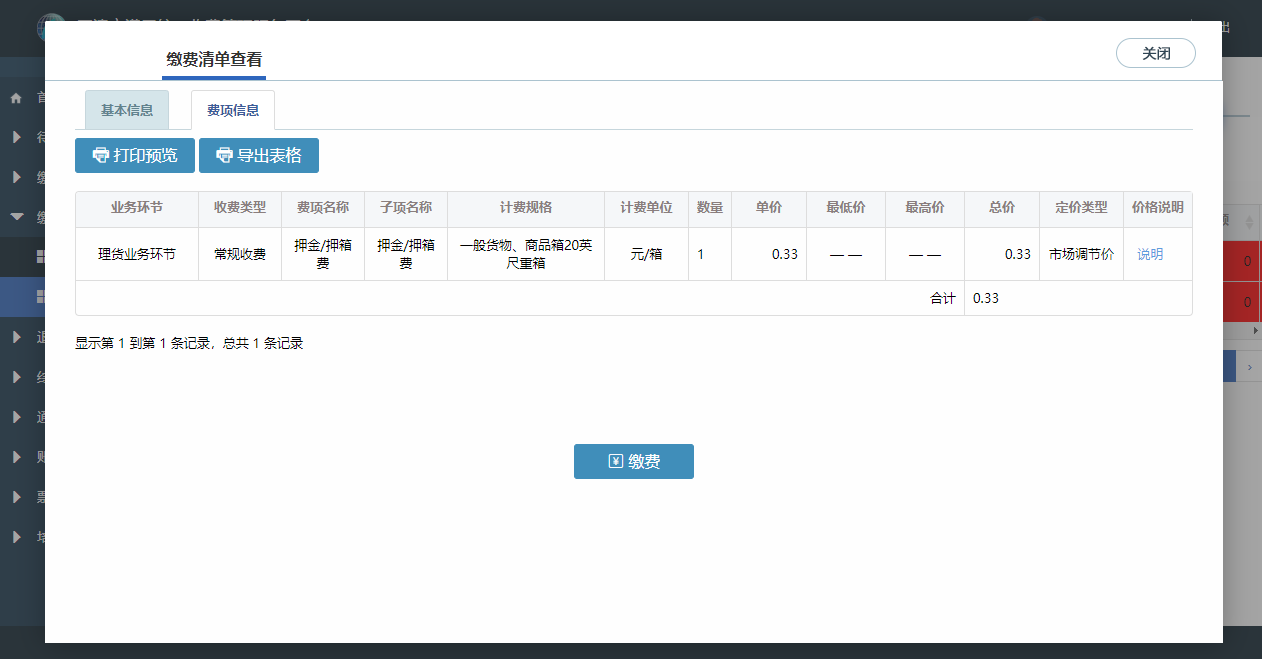 缴费清单查看
关闭
基本信息
费项信息
打印预览
导出表格
业务环节 收费类型 费项名称 子项名称 计费规格 计费单位 数量 单价 最低价 最高价 总价 定价类型 价格说明
理货业务环节 常规收费 押金/押箱费 押金/押箱费 一般货物、商品箱20英尺重箱 元/箱 1 0.33 — — — — 0.33 市场调节价 说明
合计 0.33
显示第 1 到第 1 条记录，总共 1 条记录
缴费
0
0